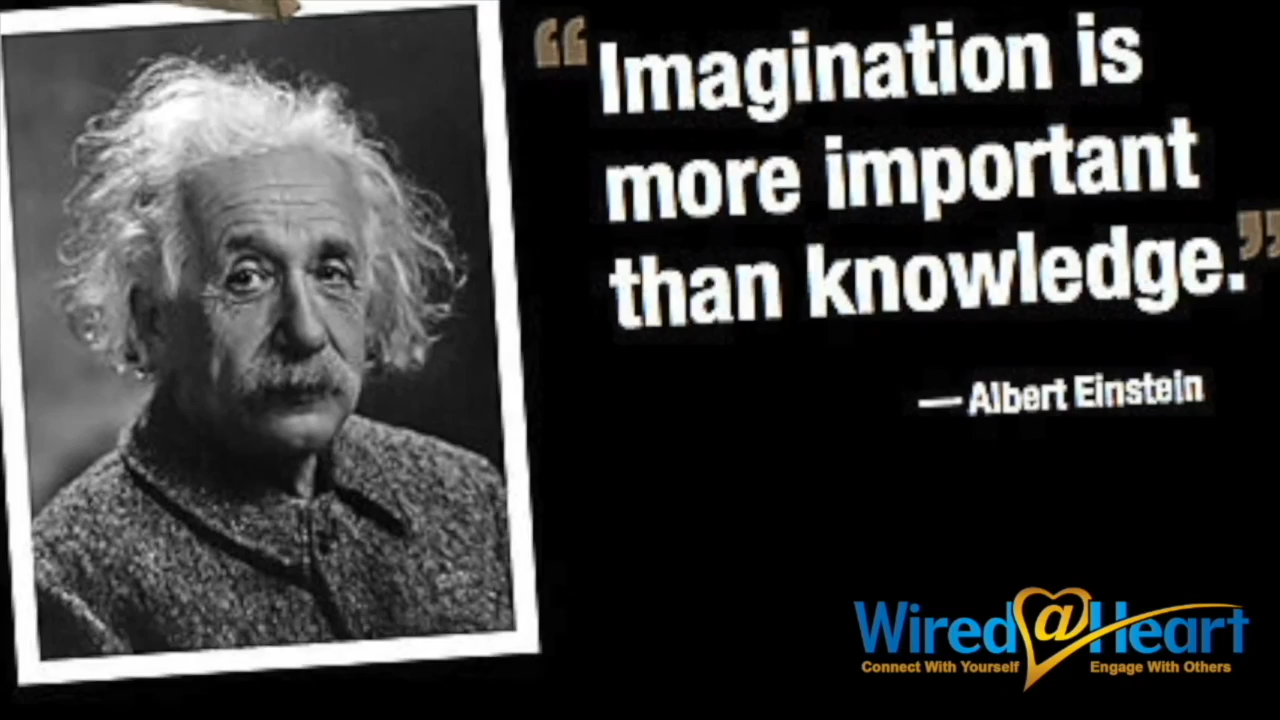 “Imagination is
more important
than knowledge.”
— Albert Einstein
Wired@Heart
Connect With Yourself Engage With Others